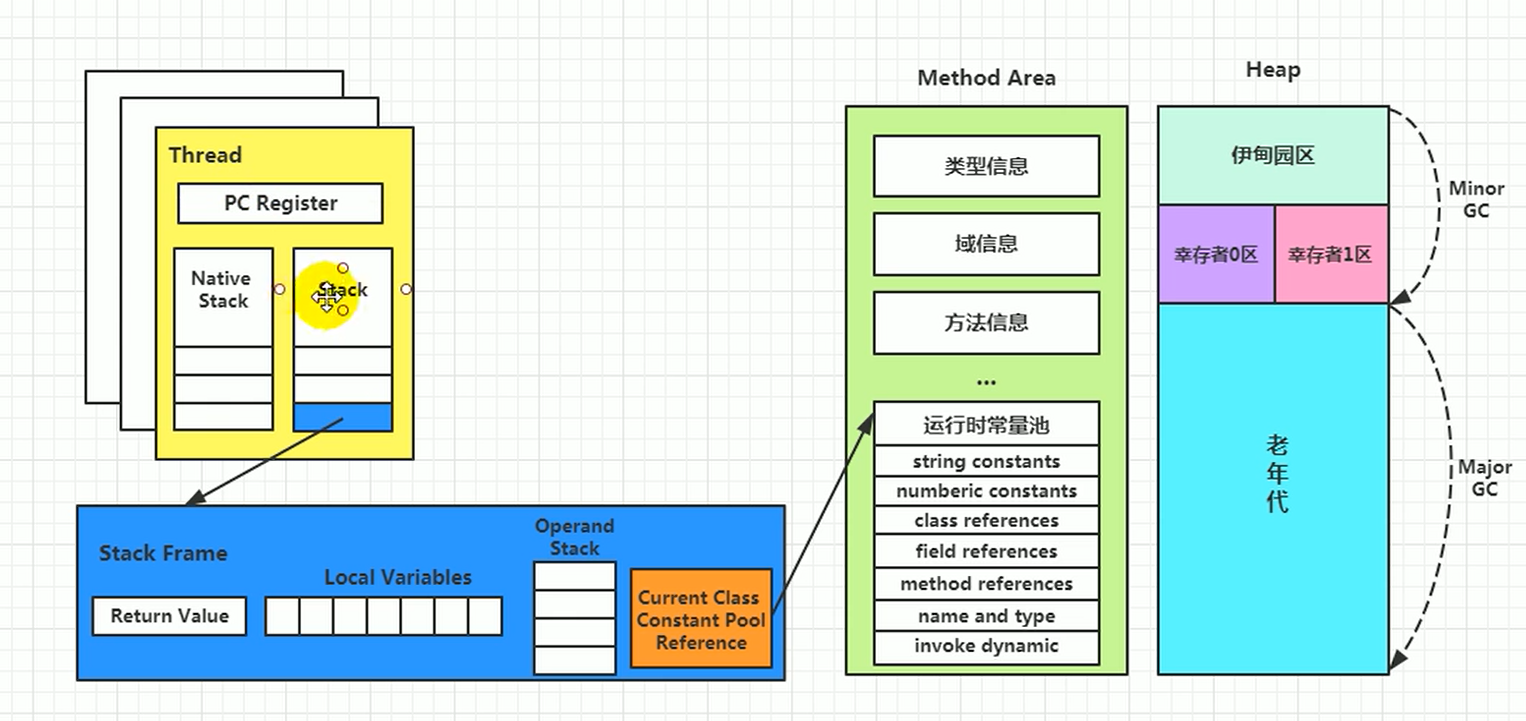 Thread
PC Register
Native
Stack
Stack
Stack Frame
Return Value
Local Variables
Operand
Stack
Current Class
Constant Pool
Reference
Method Area
类型信息
域信息
方法信息
...
运行时常量池
string constants
numberic constants
class references
field references
method references
name and type
invoke dynamic
Heap
伊甸园区
幸存者0区
幸存者1区
老
年
代
Minor
GC
Major
GC